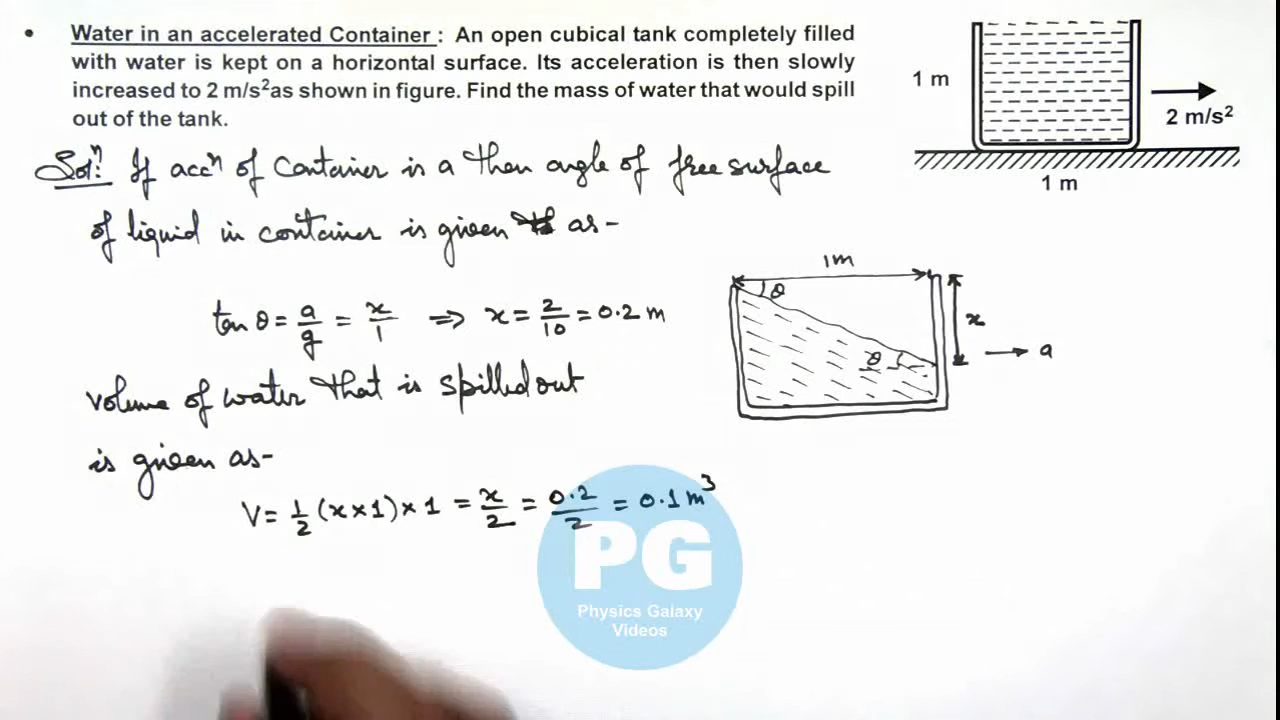 • Water in an accelerated Container : An open cubical tank completely filled
with water is kept on a horizontal surface. Its acceleration is then slowly
increased to 2 m/s²as shown in figure. Find the mass of water that would spill
out of the tank.
1 m
2 m/s²
1 m
Solⁿ: If accⁿ of container is a then angle of free surface
of liquid in container is given as-
1m
θ
x
θ
a
tan θ = a/g = x/1 ⇒ x = 2/10 = 0.2 m
volume of water that is spilled out
is given as-
V = 1/2 (x×1)×1 = x/2 = 0.2/2 = 0.1 m³
PG
Physics Galaxy
Videos